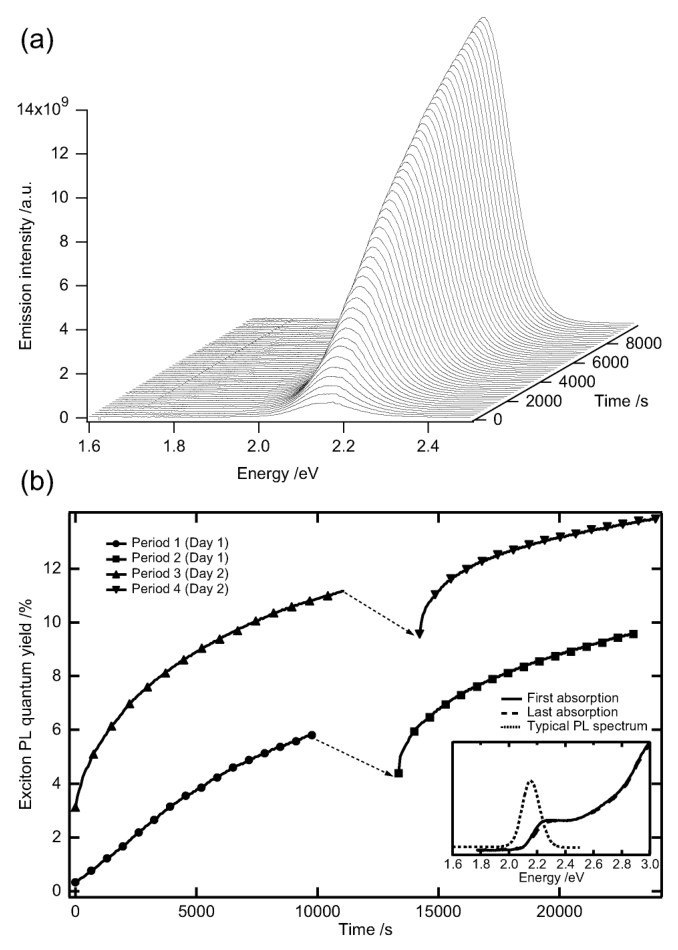 (a)
14x10⁹
12
10
8
6
4
2
0
Emission intensity /a.u.
1.6
1.8
2.0
2.2
2.4
Energy /eV
0
2000
4000
6000
8000
Time /s
(b)
Period 1 (Day 1)
Period 2 (Day 1)
Period 3 (Day 2)
Period 4 (Day 2)
12
10
8
6
4
2
0
Exciton PL quantum yield /%
First absorption
Last absorption
Typical PL spectrum
1.6 1.8 2.0 2.2 2.4 2.6 2.8 3.0
Energy /eV
0 5000 10000 15000 20000
Time /s